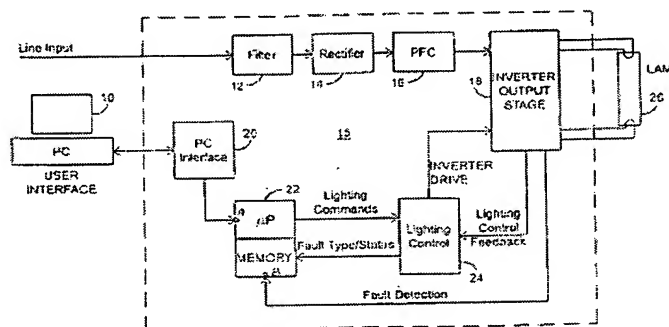 Line Input
Filter
12
Rectifier
14
PFC
16
18
INVERTER
OUTPUT
STAGE
LAM
26
10
PC
USER
INTERFACE
PC
Interface
20
15
INVERTER
DRIVE
22
μP
MEMORY
Lighting
Commands
Fault Type/Status
Lighting
Control
24
Lighting
Control
Feedback
Fault Detection